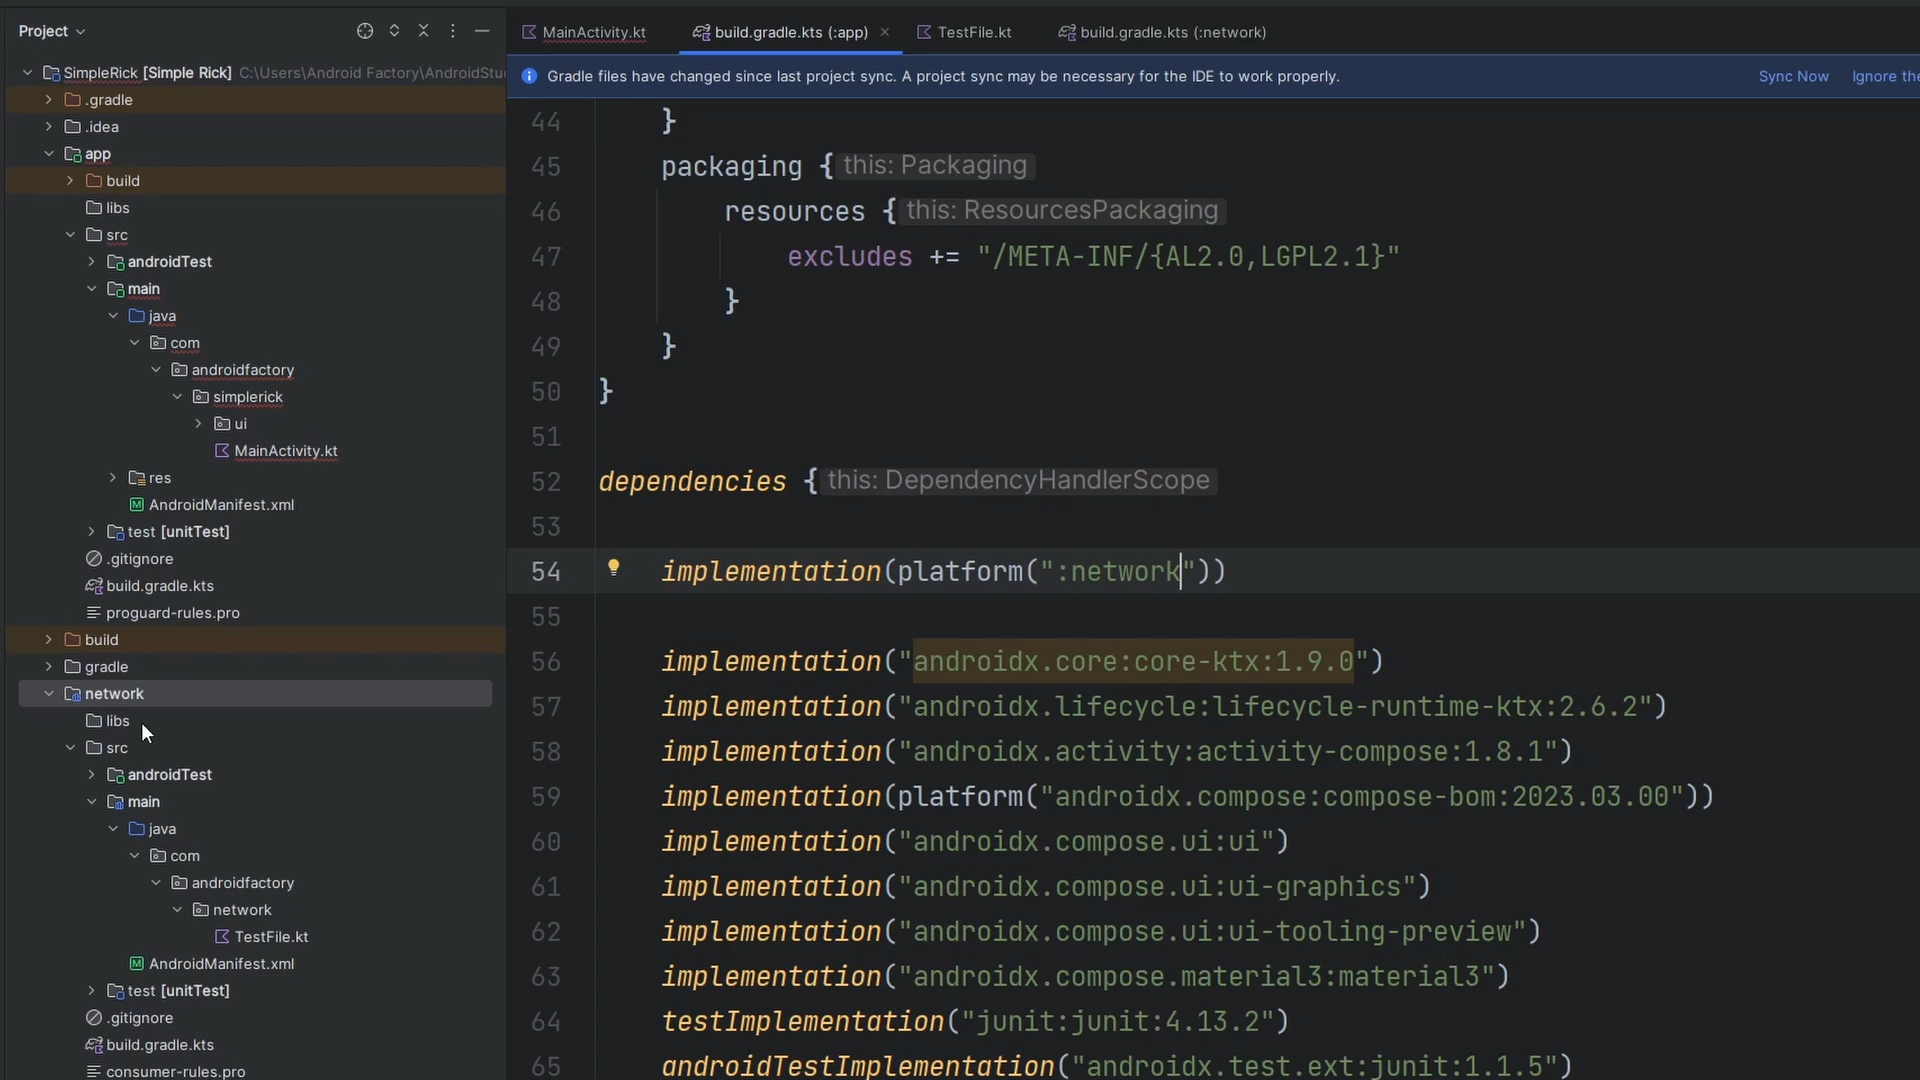 Project
SimpleRick [Simple Rick] C:\Users\Android Factory\AndroidStu
.gradle
.idea
app
build
libs
src
androidTest
main
java
com
androidfactory
simplerick
ui
MainActivity.kt
res
AndroidManifest.xml
test [unitTest]
.gitignore
build.gradle.kts
proguard-rules.pro
build
gradle
network
libs
src
androidTest
main
java
com
androidfactory
network
TestFile.kt
AndroidManifest.xml
test [unitTest]
.gitignore
build.gradle.kts
consumer-rules.pro
MainActivity.kt build.gradle.kts (:app) TestFile.kt build.gradle.kts (:network)
Gradle files have changed since last project sync. A project sync may be necessary for the IDE to work properly. Sync Now Ignore the
44 }
45 packaging { this: Packaging
46 resources { this: ResourcesPackaging
47 excludes += "/META-INF/{AL2.0,LGPL2.1}"
48 }
49 }
50 }
51
52 dependencies { this: DependencyHandlerScope
53
54 implementation(platform(":network"))
55
56 implementation("androidx.core:core-ktx:1.9.0")
57 implementation("androidx.lifecycle:lifecycle-runtime-ktx:2.6.2")
58 implementation("androidx.activity:activity-compose:1.8.1")
59 implementation(platform("androidx.compose:compose-bom:2023.03.00"))
60 implementation("androidx.compose.ui:ui")
61 implementation("androidx.compose.ui:ui-graphics")
62 implementation("androidx.compose.ui:ui-tooling-preview")
63 implementation("androidx.compose.material3:material3")
64 testImplementation("junit:junit:4.13.2")
65 androidTestImplementation("androidx.test.ext:junit:1.1.5")